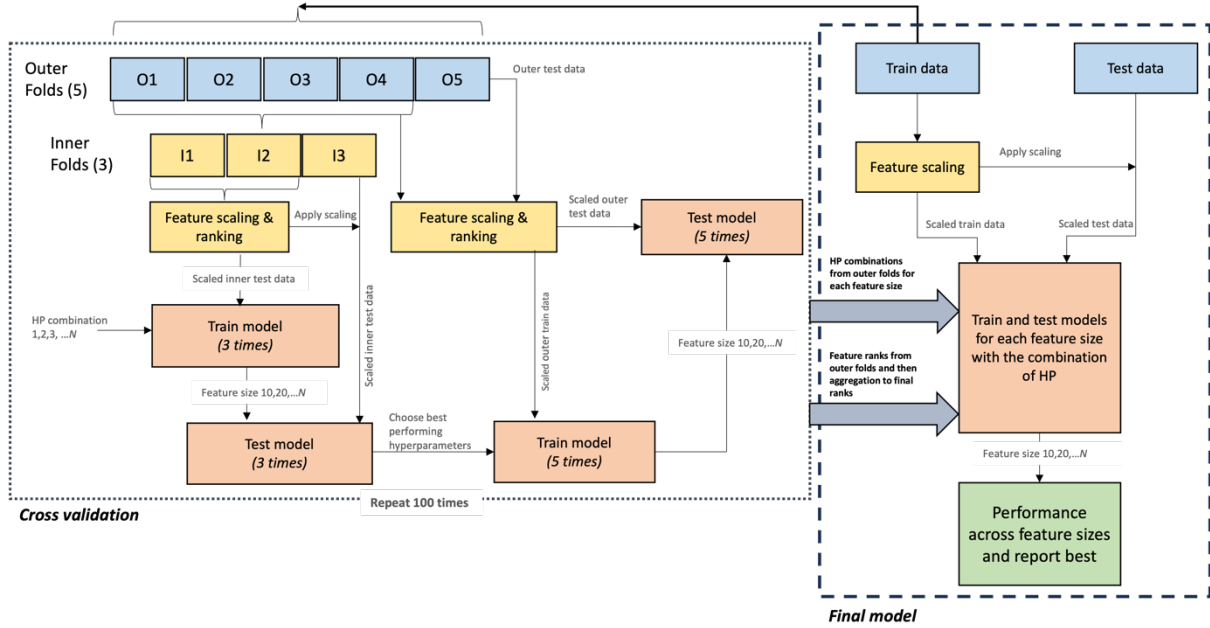 Outer
Folds (5)
O1
O2
O3
O4
O5
Outer test data
Inner
Folds (3)
I1
I2
I3
Feature scaling &
ranking
Apply scaling
Feature scaling &
ranking
Scaled outer
test data
Test model
(5 times)
Scaled inner test data
HP combination
1,2,3, ...N
Train model
(3 times)
Scaled inner test data
Scaled outer train data
Feature size 10,20,...N
Feature size 10,20,...N
Test model
(3 times)
Choose best
performing
hyperparameters
Train model
(5 times)
Repeat 100 times
Cross validation
Train data
Test data
Feature scaling
Apply scaling
Scaled train data
Scaled test data
HP combinations
from outer folds for
each feature size
Feature ranks from
outer folds and then
aggregation to final
ranks
Train and test models
for each feature size
with the combination
of HP
Feature size 10,20,...N
Performance
across feature sizes
and report best
Final model